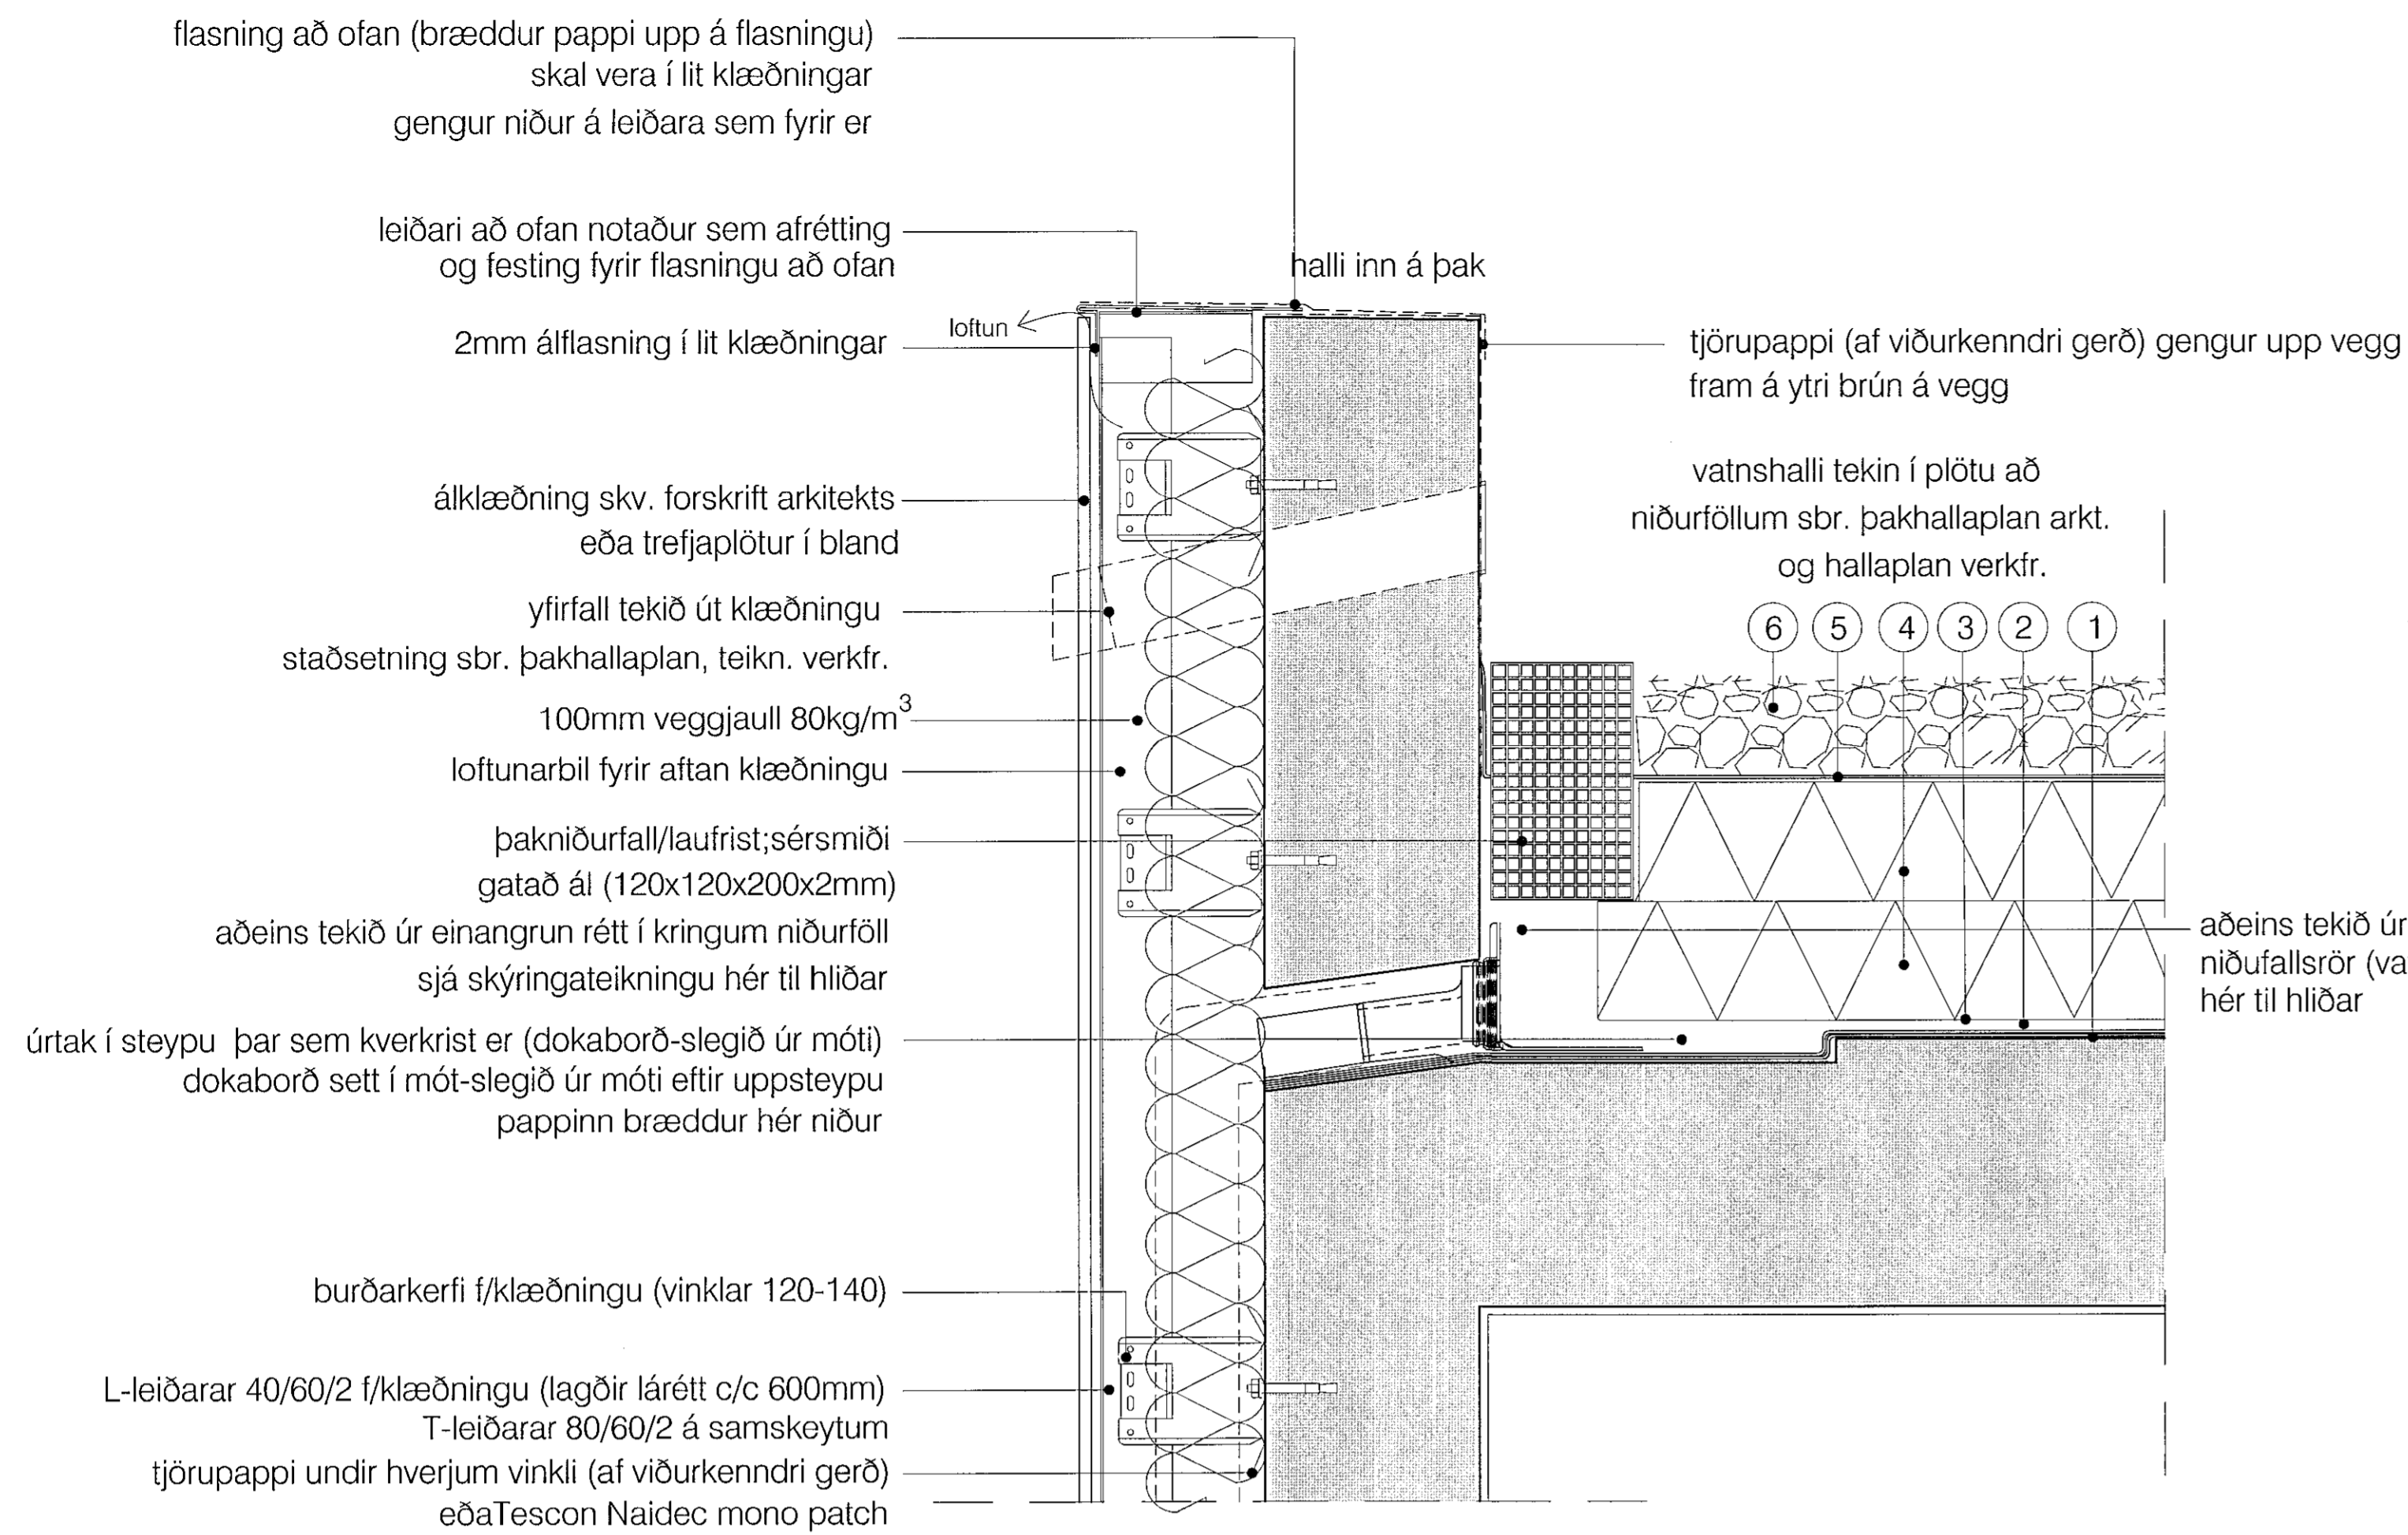 flasning að ofan (bræddur pappi upp á flasningu)
skal vera í lit klæðningar
gengur niður á leiðara sem fyrir er
leiðari að ofan notaður sem afrétting
og festing fyrir flasningu að ofan
halli inn á þak
loftun
2mm álflasning í lit klæðningar
álklæðning skv. forskrift arkitekts
eða trefjaplötur í bland
yfirfall tekið út klæðningu
staðsetning sbr. þakhallaplan, teikn. verkfr.
100mm veggjaull 80kg/m³
loftunarbil fyrir aftan klæðningu
þakniðurfall/laufrist;sérsmiði
gatað ál (120x120x200x2mm)
aðeins tekið úr einangrun rétt í kringum niðurföll
sjá skýringateikningu hér til hliðar
úrtak í steypu þar sem kverkrist er (dokaborð-slegið úr móti)
dokaborð sett í mót-slegið úr móti eftir uppsteypu
pappinn bræddur hér niður
burðarkerfi f/klæðningu (vinklar 120-140)
L-leiðarar 40/60/2 f/klæðningu (lagðir lárétt c/c 600mm)
T-leiðarar 80/60/2 á samskeytum
tjörupappi undir hverjum vinkli (af viðurkenndri gerð)
eðaTescon Naidec mono patch
tjörupappi (af viðurkenndri gerð) gengur upp vegg
fram á ytri brún á vegg
vatnshalli tekin í plötu að
niðurföllum sbr. þakhallaplan arkt.
og hallaplan verkfr.
6 5 4 3 2 1
aðeins tekið úr
niðufallsrör (va
hér til hliðar